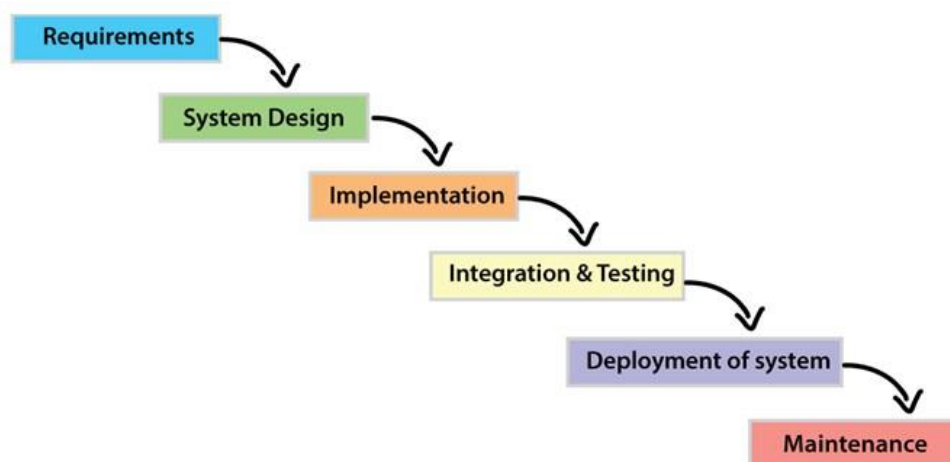 Requirements
System Design
Implementation
Integration & Testing
Deployment of system
Maintenance